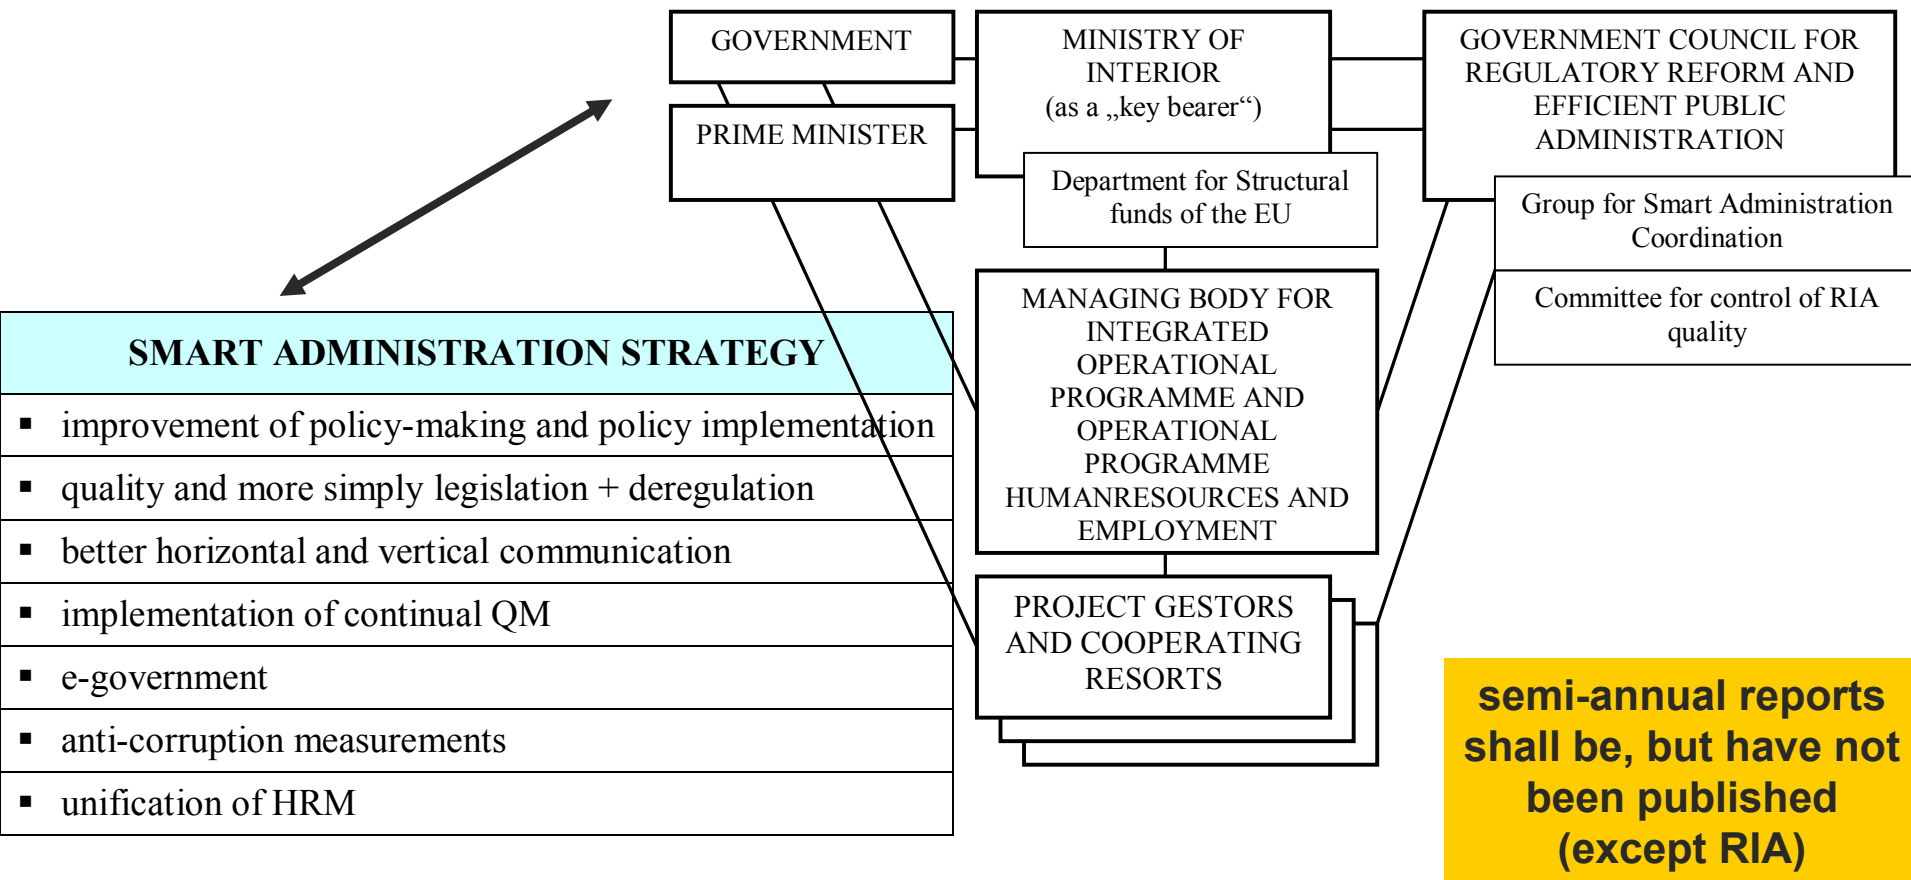 GOVERNMENT
PRIME MINISTER
MINISTRY OF
INTERIOR
(as a „key bearer“)
Department for Structural
funds of the EU
GOVERNMENT COUNCIL FOR
REGULATORY REFORM AND
EFFICIENT PUBLIC
ADMINISTRATION
Group for Smart Administration
Coordination
Committee for control of RIA
quality
MANAGING BODY FOR
INTEGRATED
OPERATIONAL
PROGRAMME AND
OPERATIONAL
PROGRAMME
HUMANRESOURCES AND
EMPLOYMENT
PROJECT GESTORS
AND COOPERATING
RESORTS
SMART ADMINISTRATION STRATEGY
▪ improvement of policy-making and policy implementation
▪ quality and more simply legislation + deregulation
▪ better horizontal and vertical communication
▪ implementation of continual QM
▪ e-government
▪ anti-corruption measurements
▪ unification of HRM
semi-annual reports
shall be, but have not
been published
(except RIA)